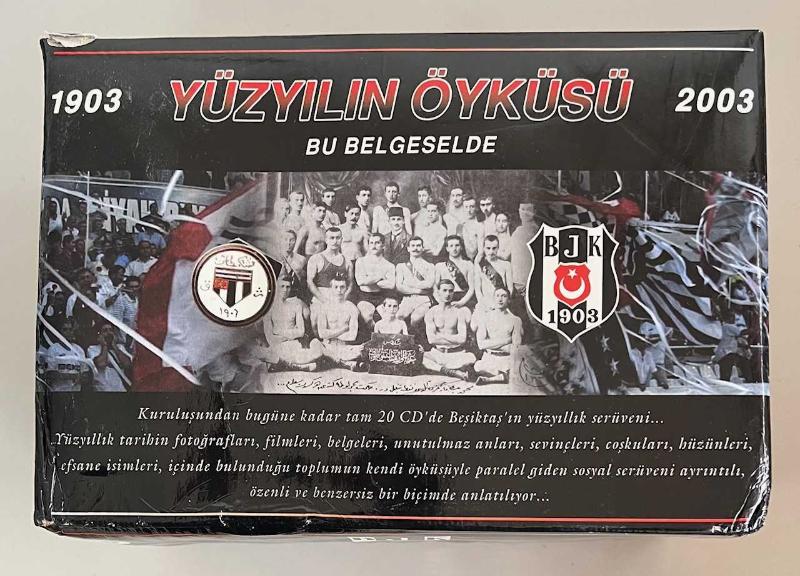 1903
YÜZYILIN ÖYKÜSÜ
2003
BU BELGESELDE
BJK
1903
١٩٠٦
Kuruluşundan bugüne kadar tam 20 CD'de Beşiktaş'ın yüzyıllık serüveni...
Yüzyıllık tarihin fotoğrafları, filmleri, belgeleri, unutulmaz anları, sevinçleri, coşkuları, hüzünleri,
efsane isimleri, içinde bulunduğu toplumun kendi öyküsüyle paralel giden sosyal serüveni ayrıntılı,
özenli ve benzersiz bir biçimde anlatılıyor...